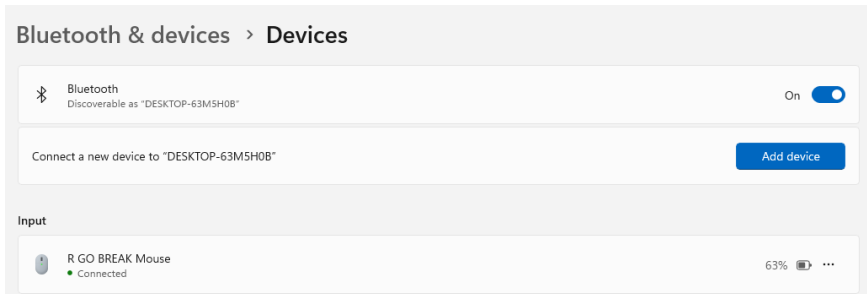 Bluetooth & devices > Devices
Bluetooth
Discoverable as "DESKTOP-63M5H0B"
On
Connect a new device to "DESKTOP-63M5H0B"
Add device
Input
R GO BREAK Mouse
Connected
63%